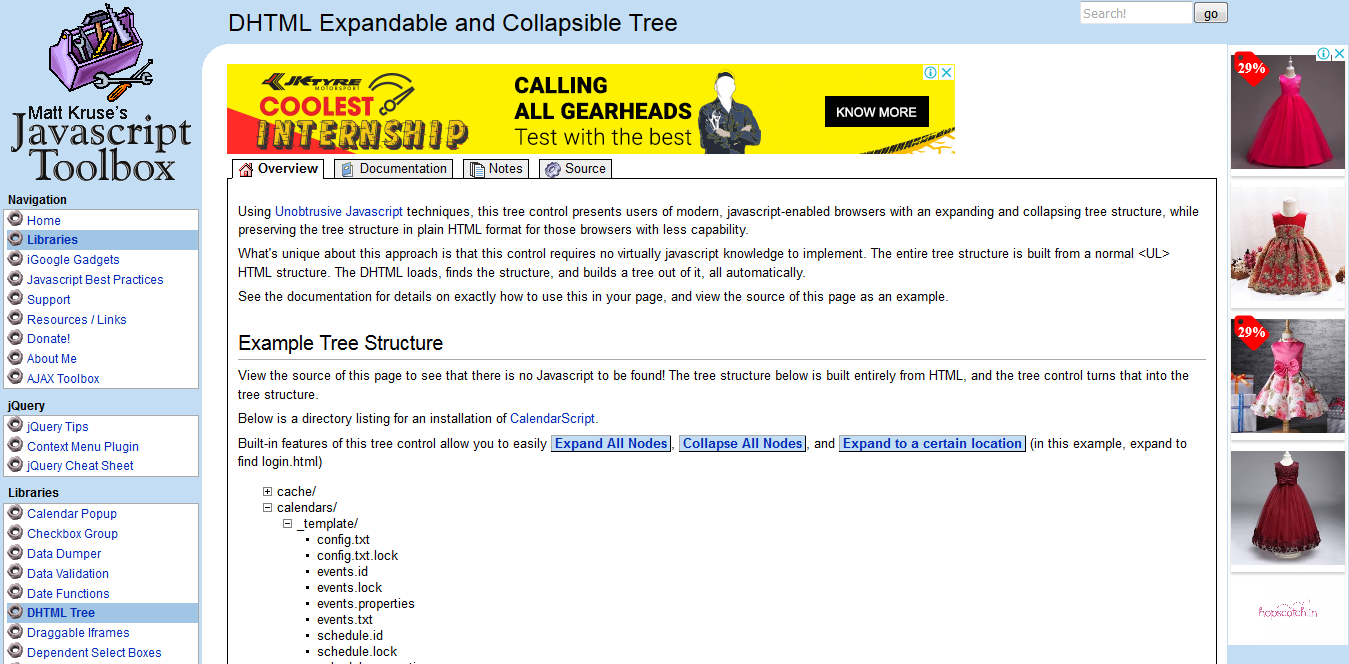 DHTML Expandable and Collapsible Tree
Search!
go
Matt Kruse's
Javascript
Toolbox
JK TYRE
MOTORSPORT
COOLEST
INTERNSHIP
CALLING
ALL GEARHEADS
Test with the best
KNOW MORE
29%
29%
hopscotch.in
Navigation
Home
Libraries
iGoogle Gadgets
Javascript Best Practices
Support
Resources / Links
Donate!
About Me
AJAX Toolbox
jQuery
jQuery Tips
Context Menu Plugin
jQuery Cheat Sheet
Libraries
Calendar Popup
Checkbox Group
Data Dumper
Data Validation
Date Functions
DHTML Tree
Draggable Iframes
Dependent Select Boxes
Overview
Documentation
Notes
Source
Using Unobtrusive Javascript techniques, this tree control presents users of modern, javascript-enabled browsers with an expanding and collapsing tree structure, while
preserving the tree structure in plain HTML format for those browsers with less capability.
What's unique about this approach is that this control requires no virtually javascript knowledge to implement. The entire tree structure is built from a normal <UL>
HTML structure. The DHTML loads, finds the structure, and builds a tree out of it, all automatically.
See the documentation for details on exactly how to use this in your page, and view the source of this page as an example.
Example Tree Structure
View the source of this page to see that there is no Javascript to be found! The tree structure below is built entirely from HTML, and the tree control turns that into the
tree structure.
Below is a directory listing for an installation of CalendarScript.
Built-in features of this tree control allow you to easily Expand All Nodes, Collapse All Nodes, and Expand to a certain location (in this example, expand to
find login.html)
cache/
calendars/
_template/
config.txt
config.txt.lock
events.id
events.lock
events.properties
events.txt
schedule.id
schedule.lock